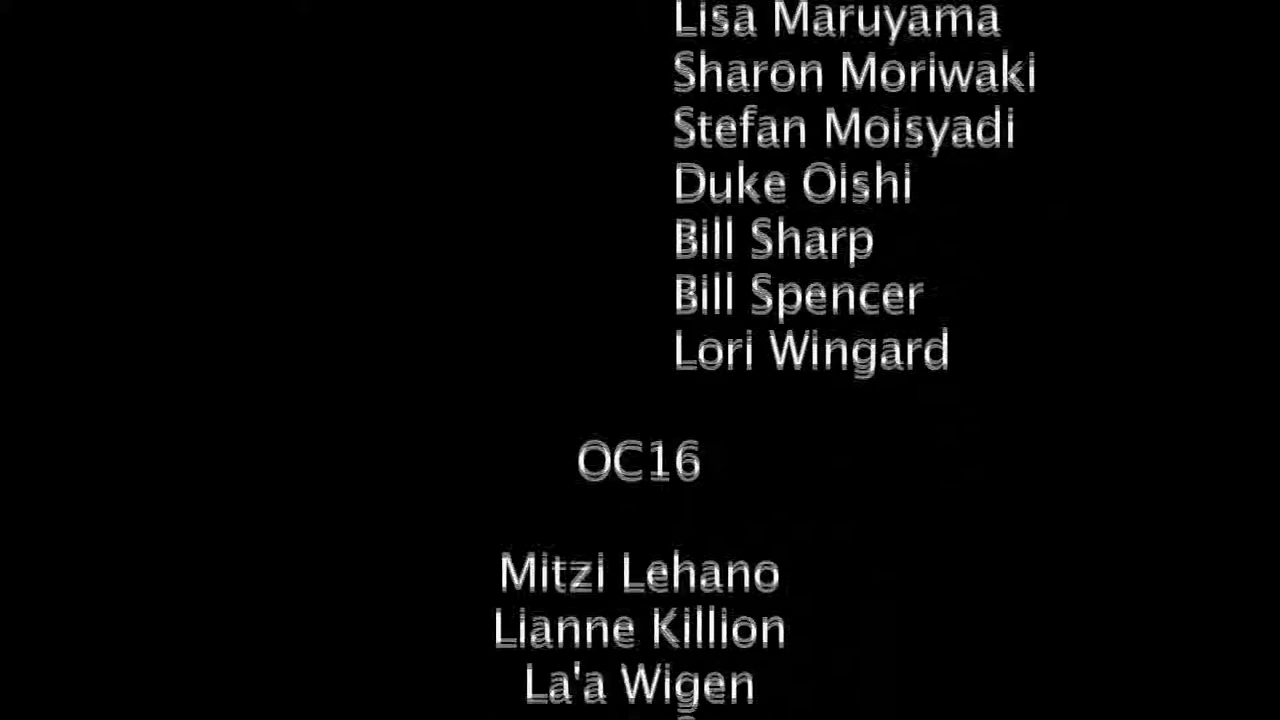 Lisa Maruyama
Sharon Moriwaki
Stefan Moisyadi
Duke Oishi
Bill Sharp
Bill Spencer
Lori Wingard
OC16
Mitzi Lehano
Lianne Killion
La'a Wigen